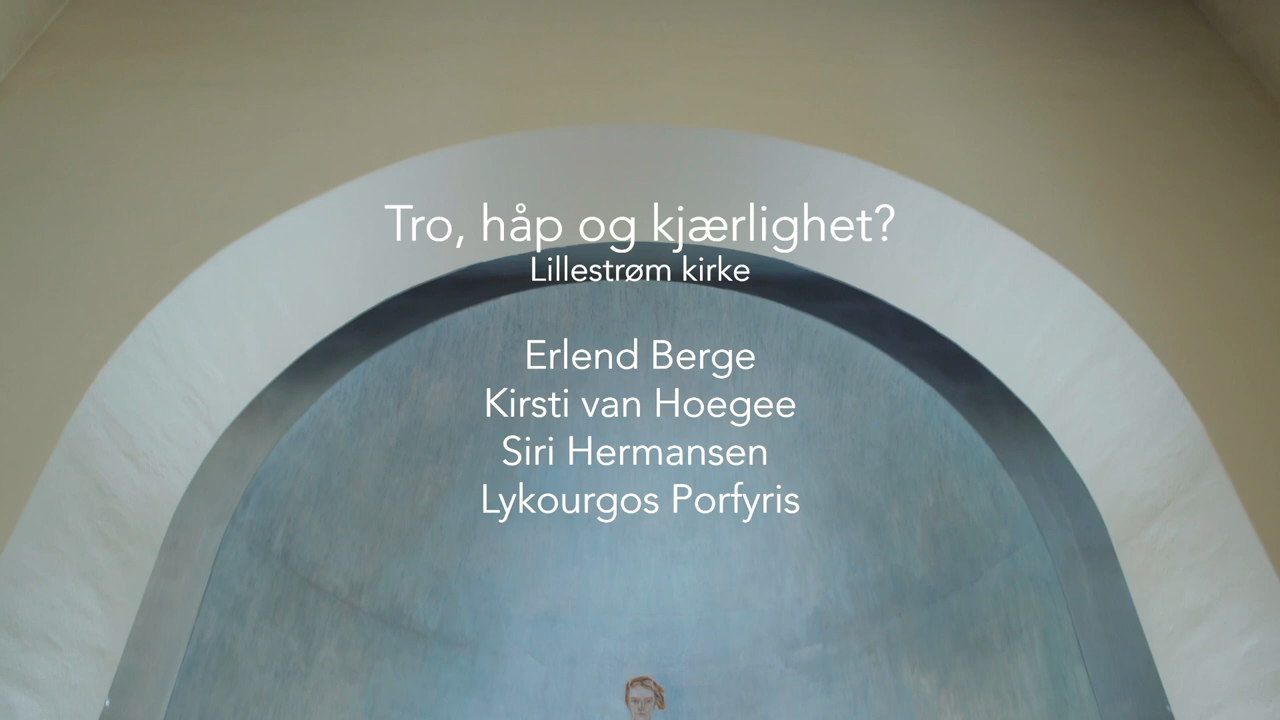 Tro, håp og kjærlighet?
Lillestrøm kirke
Erlend Berge
Kirsti van Hoegee
Siri Hermansen
Lykourgos Porfyris